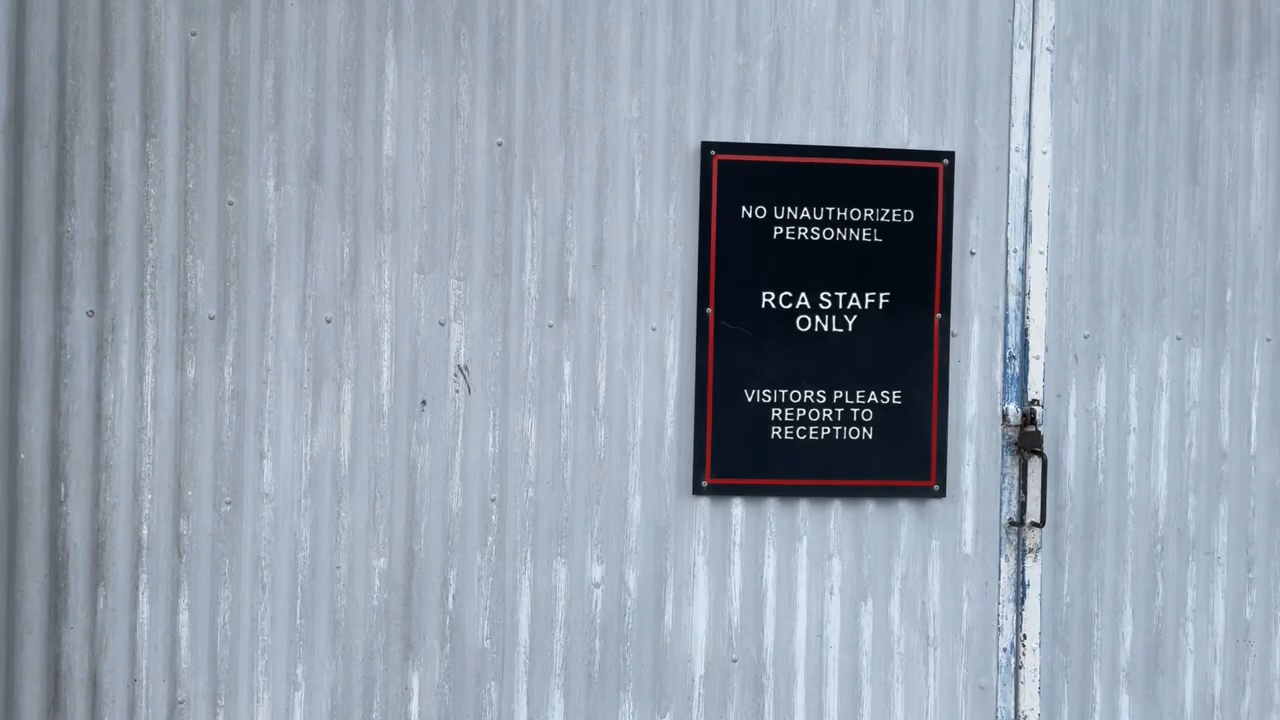 NO UNAUTHORIZED
PERSONNEL
RCA STAFF
ONLY
VISITORS PLEASE
REPORT TO
RECEPTION